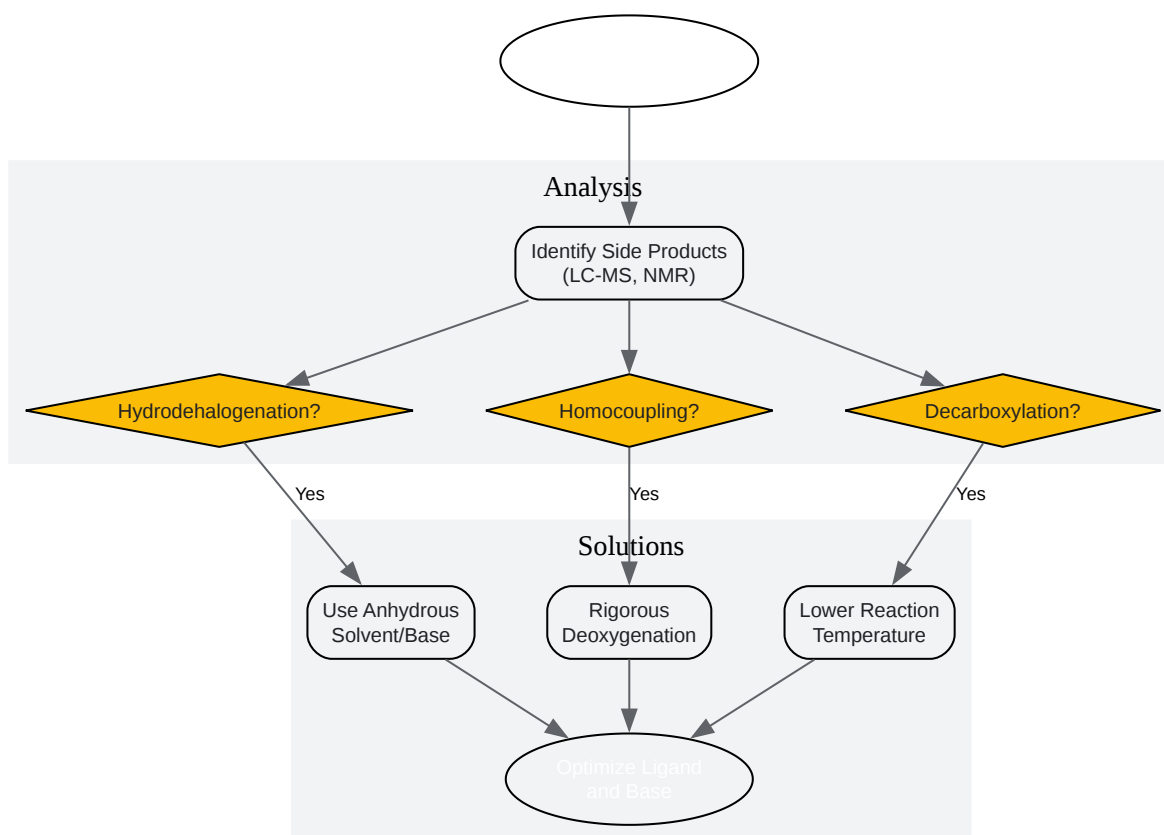 Analysis
Identify Side Products
(LC-MS, NMR)
Hydrodehalogenation?
Homocoupling?
Decarboxylation?
Yes
Yes
Yes
Solutions
Use Anhydrous
Solvent/Base
Rigorous
Deoxygenation
Lower Reaction
Temperature
Optimize Ligand
and Base